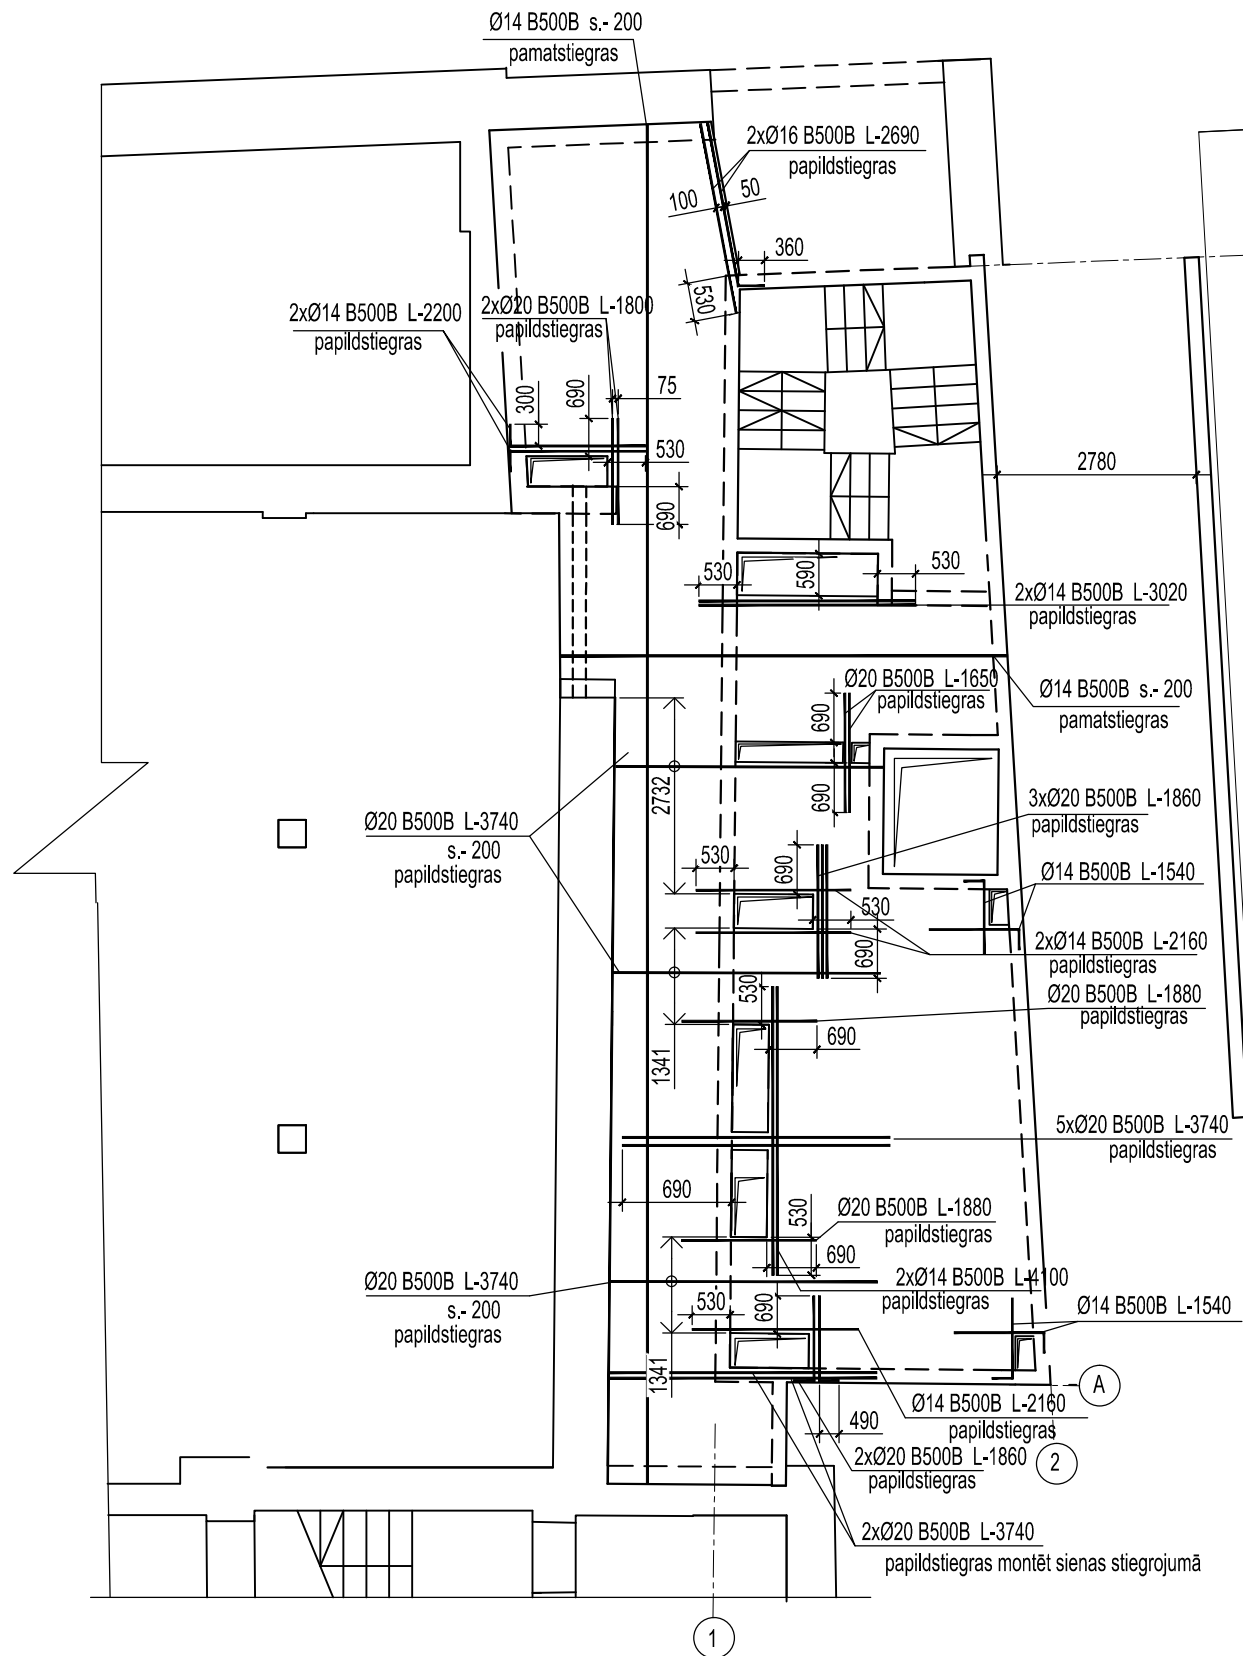 Ø14 B500B s.- 200
pamatstiegras
2xØ16 B500B L-2690
papildstiegras
100
50
360
530
2xØ14 B500B L-2200
papildstiegras
2xØ20 B500B L-1800
papildstiegras
300
690
75
530
690
2780
530
590
530
2xØ14 B500B L-3020
papildstiegras
Ø20 B500B L-1650
papildstiegras
690
Ø14 B500B s.- 200
pamatstiegras
2732
690
3xØ20 B500B L-1860
papildstiegras
Ø20 B500B L-3740
s.- 200
papildstiegras
530
690
530
Ø14 B500B L-1540
690
2xØ14 B500B L-2160
papildstiegras
530
Ø20 B500B L-1880
papildstiegras
1341
690
5xØ20 B500B L-3740
papildstiegras
690
530
Ø20 B500B L-1880
papildstiegras
690
Ø20 B500B L-3740
s.- 200
papildstiegras
2xØ14 B500B L-4100
papildstiegras
530
690
Ø14 B500B L-1540
1341
A
Ø14 B500B L-2160
papildstiegras
490
2xØ20 B500B L-1860
papildstiegras
2
2xØ20 B500B L-3740
papildstiegras montēt sienas stiegrojumā
1